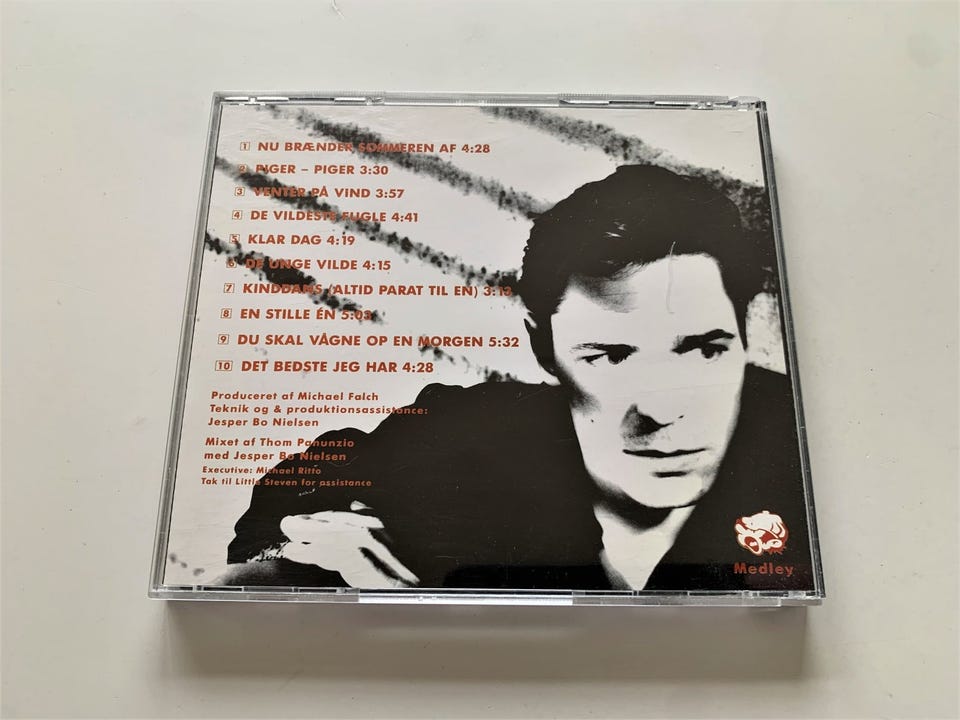 1 NU BRÆNDER SOMMEREN AF 4:28
2 PIGER – PIGER 3:30
3 VENTER PÅ VIND 3:57
4 DE VILDESTE FUGLE 4:41
5 KLAR DAG 4:19
6 DE UNGE VILDE 4:15
7 KINDDANS (ALTID PARAT TIL EN) 3:13
8 EN STILLE ÉN 5:03
9 DU SKAL VÅGNE OP EN MORGEN 5:32
10 DET BEDSTE JEG HAR 4:28
Produceret af Michael Falch
Teknik og & produktionsassistance:
Jesper Bo Nielsen
Mixet af Thom Panunzio
med Jesper Bo Nielsen
Executive: Michael Ritto
Tak til Little Steven for assistance
Medley